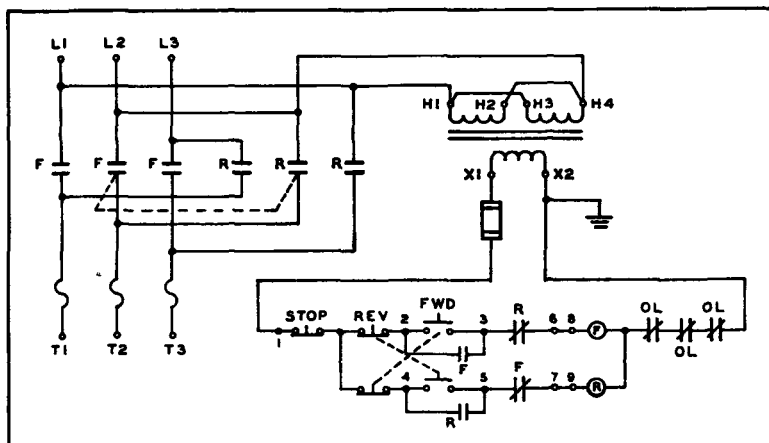 L1 L2 L3
H1 H2 H3 H4
F F F R R R
X1 X2
T1 T2 T3
STOP REV 2 FWD 3 R 6 8 F OL OL
1 F OL
4 5 F 7 9 R
R